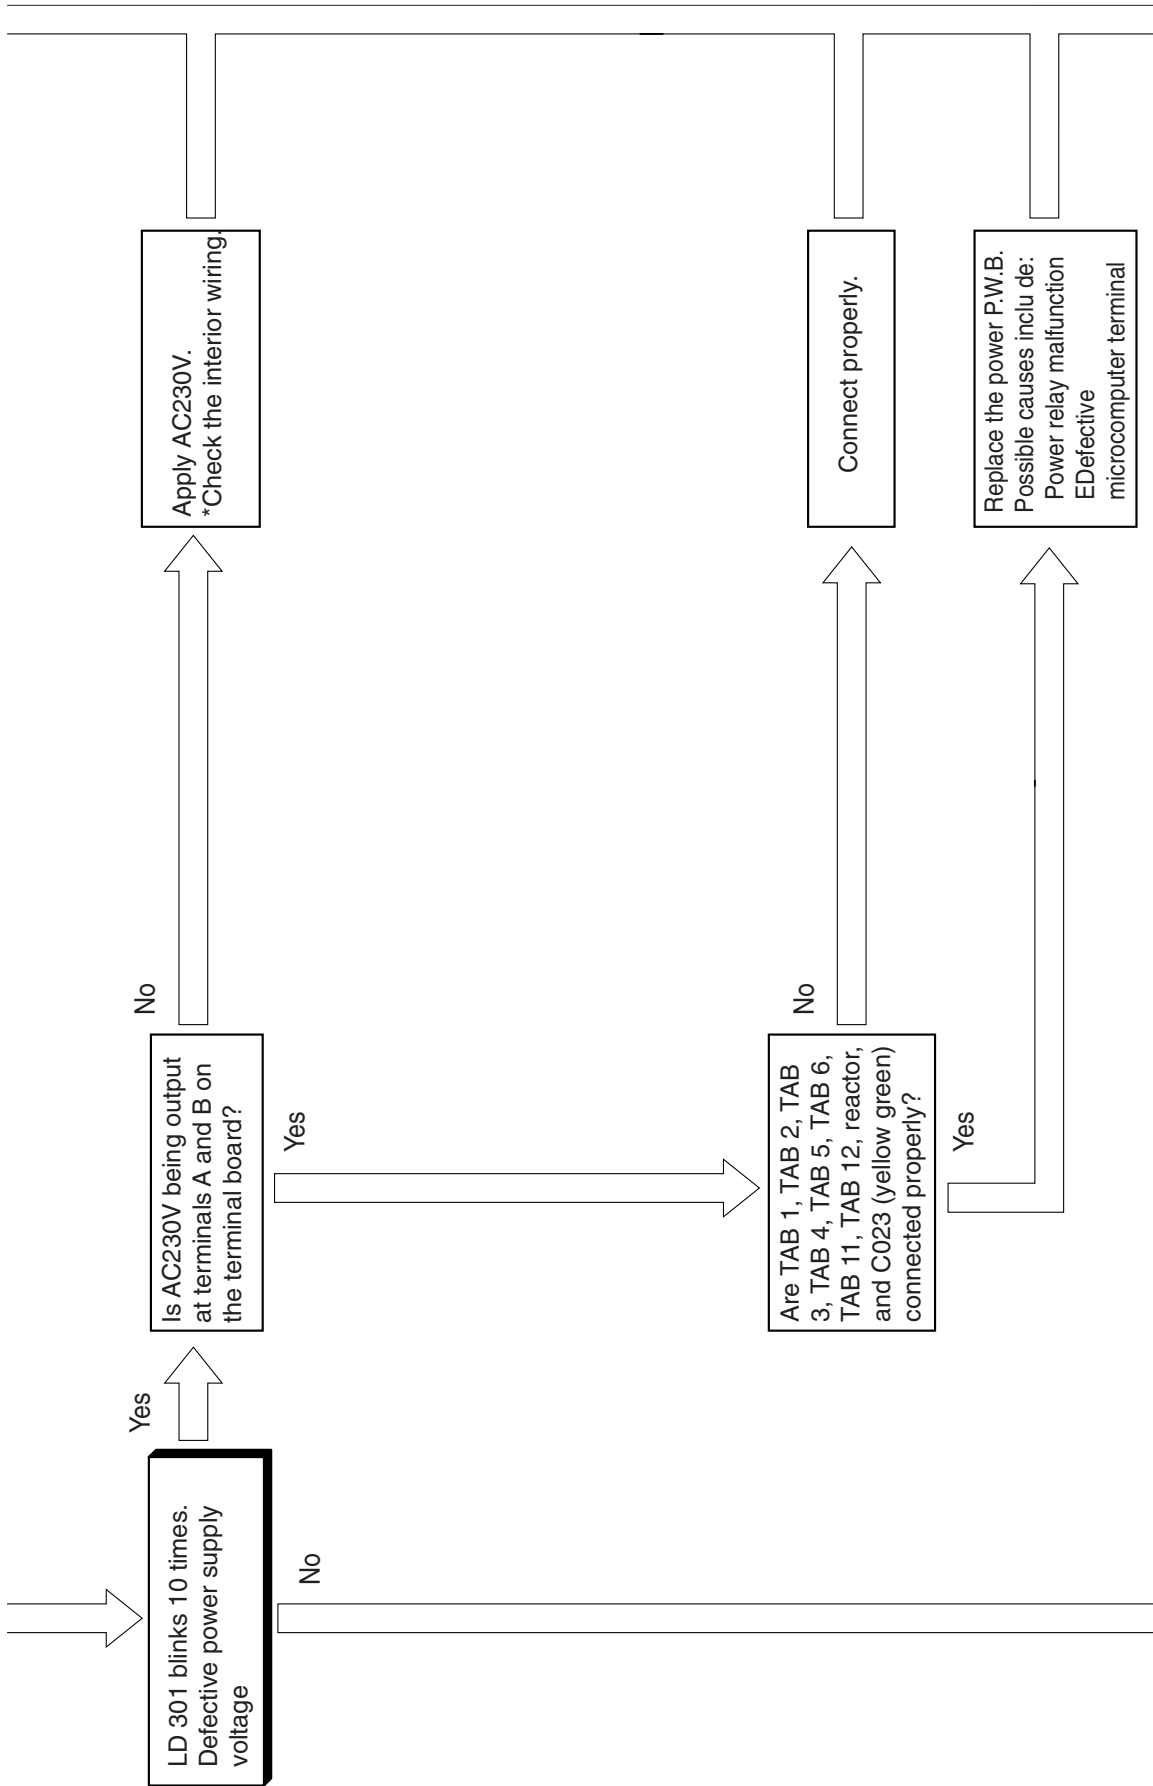 LD 301 blinks 10 times.
Defective power supply
voltage
Yes
No
Is AC230V being output
at terminals A and B on
the terminal board?
No
Yes
Apply AC230V.
*Check the interior wiring.
Are TAB 1, TAB 2, TAB
3, TAB 4, TAB 5, TAB 6,
TAB 11, TAB 12, reactor,
and C023 (yellow green)
connected properly?
No
Yes
Connect properly.
Replace the power P.W.B.
Possible causes inclu de:
Power relay malfunction
EDefective
microcomputer terminal